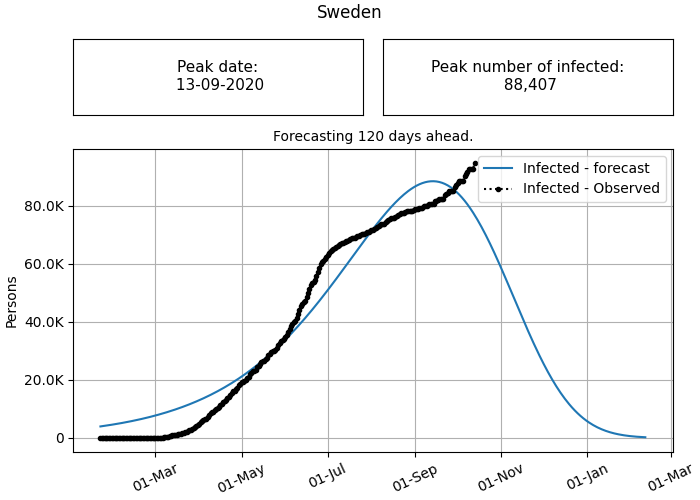 Sweden
Peak date:
13-09-2020
Peak number of infected:
88,407
Forecasting 120 days ahead.
Infected - forecast
Infected - Observed
80.0K
60.0K
40.0K
20.0K
0
Persons
01-Mar
01-May
01-Jul
01-Sep
01-Nov
01-Jan
01-Mar